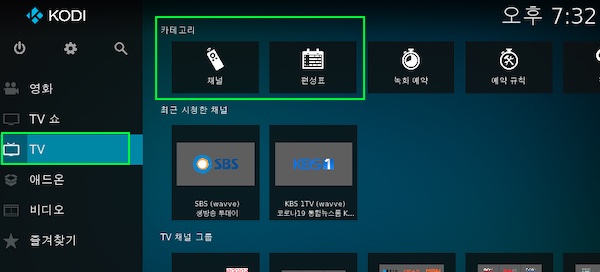 KODI
오후 7:32
영화
TV 쇼
TV
애드온
비디오
즐겨찾기
카테고리
채널
편성표
녹화 예약
예약 규칙
최근 시청한 채널
SBS
SBS (wavve)
생방송 투데이
KBS 1
KBS 1TV (wavve)
코로나19 통합뉴스룸 K...
TV 채널 그룹